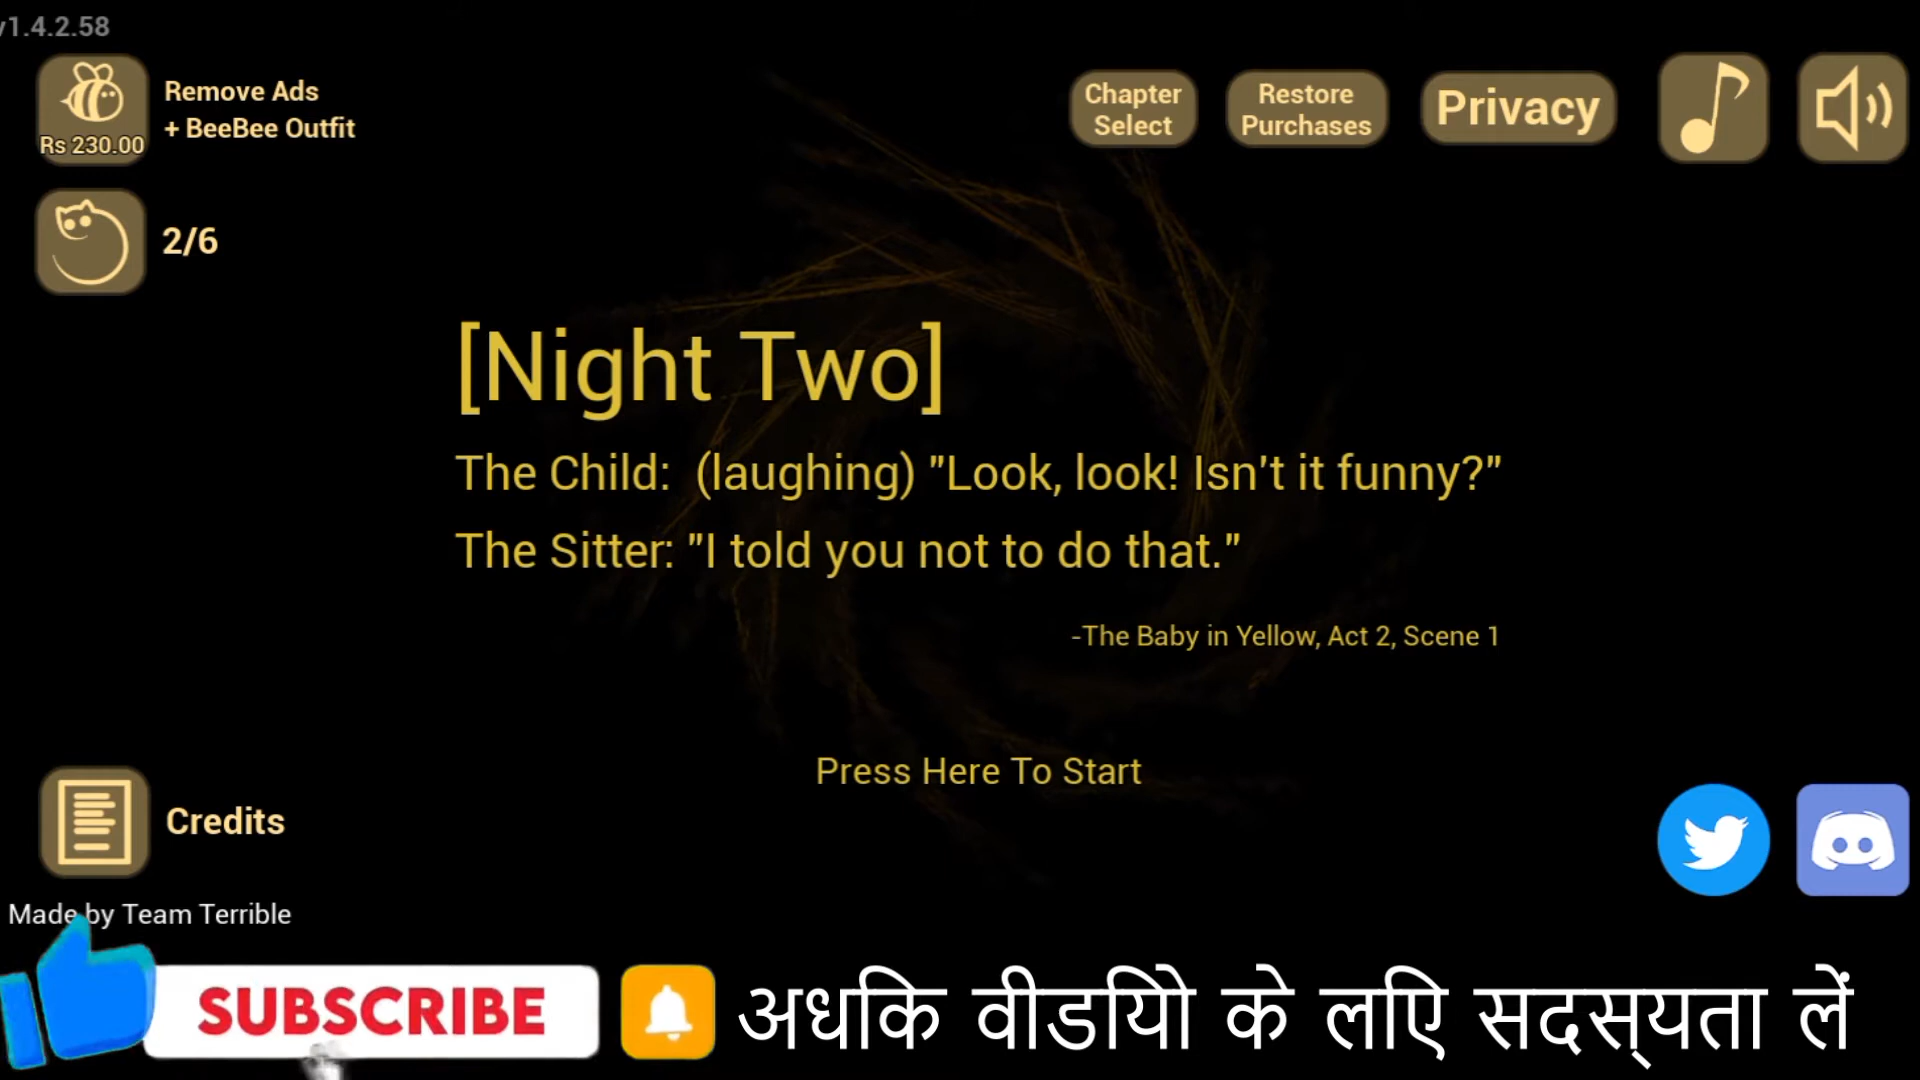 v1.4.2.58
Remove Ads
+ BeeBee Outfit
Rs 230.00
Chapter
Select
Restore
Purchases
Privacy
2/6
[Night Two]
The Child:  (laughing) "Look, look! Isn't it funny?"
The Sitter: "I told you not to do that."
-The Baby in Yellow, Act 2, Scene 1
Press Here To Start
Credits
Made by Team Terrible
SUBSCRIBE
अधिक वीडियो के लिए सदस्यता लें